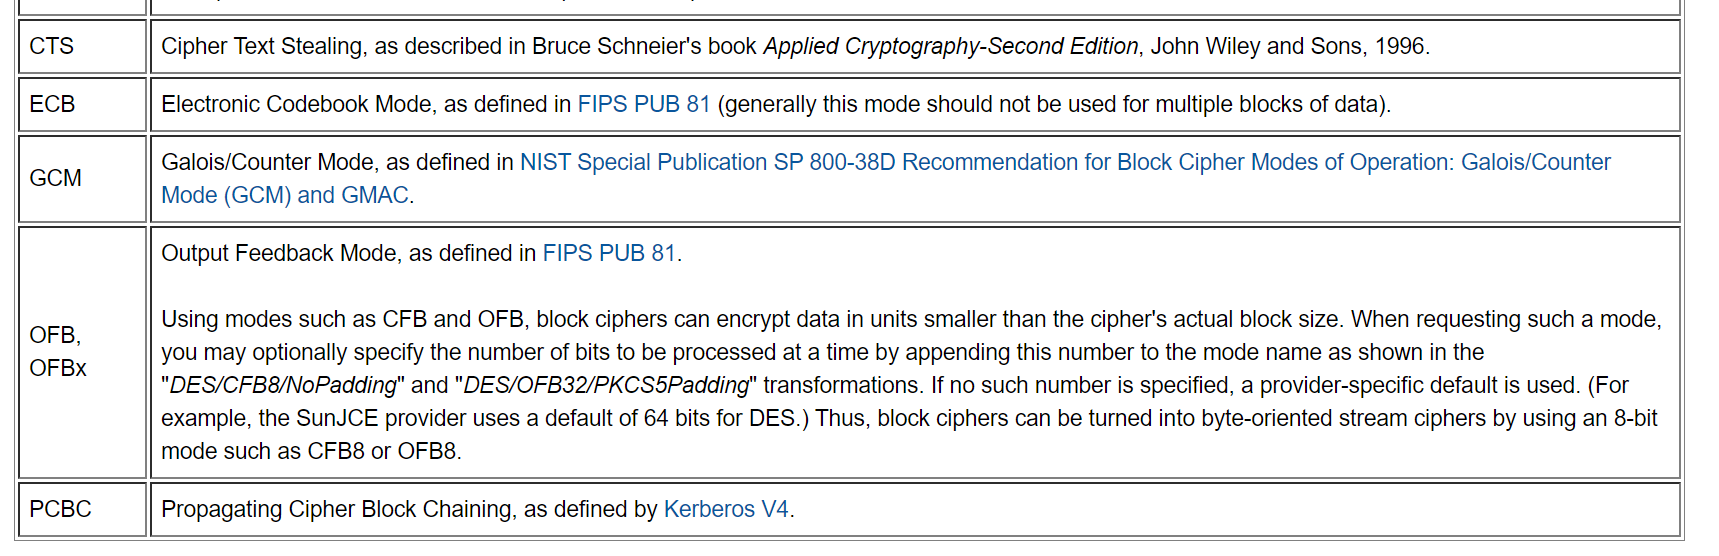 CTS
Cipher Text Stealing, as described in Bruce Schneier's book Applied Cryptography-Second Edition, John Wiley and Sons, 1996.
ECB
Electronic Codebook Mode, as defined in FIPS PUB 81 (generally this mode should not be used for multiple blocks of data).
GCM
Galois/Counter Mode, as defined in NIST Special Publication SP 800-38D Recommendation for Block Cipher Modes of Operation: Galois/Counter
Mode (GCM) and GMAC.
OFB,
OFBx
Output Feedback Mode, as defined in FIPS PUB 81.
Using modes such as CFB and OFB, block ciphers can encrypt data in units smaller than the cipher's actual block size. When requesting such a mode,
you may optionally specify the number of bits to be processed at a time by appending this number to the mode name as shown in the
"DES/CFB8/NoPadding" and "DES/OFB32/PKCS5Padding" transformations. If no such number is specified, a provider-specific default is used. (For
example, the SunJCE provider uses a default of 64 bits for DES.) Thus, block ciphers can be turned into byte-oriented stream ciphers by using an 8-bit
mode such as CFB8 or OFB8.
PCBC
Propagating Cipher Block Chaining, as defined by Kerberos V4.